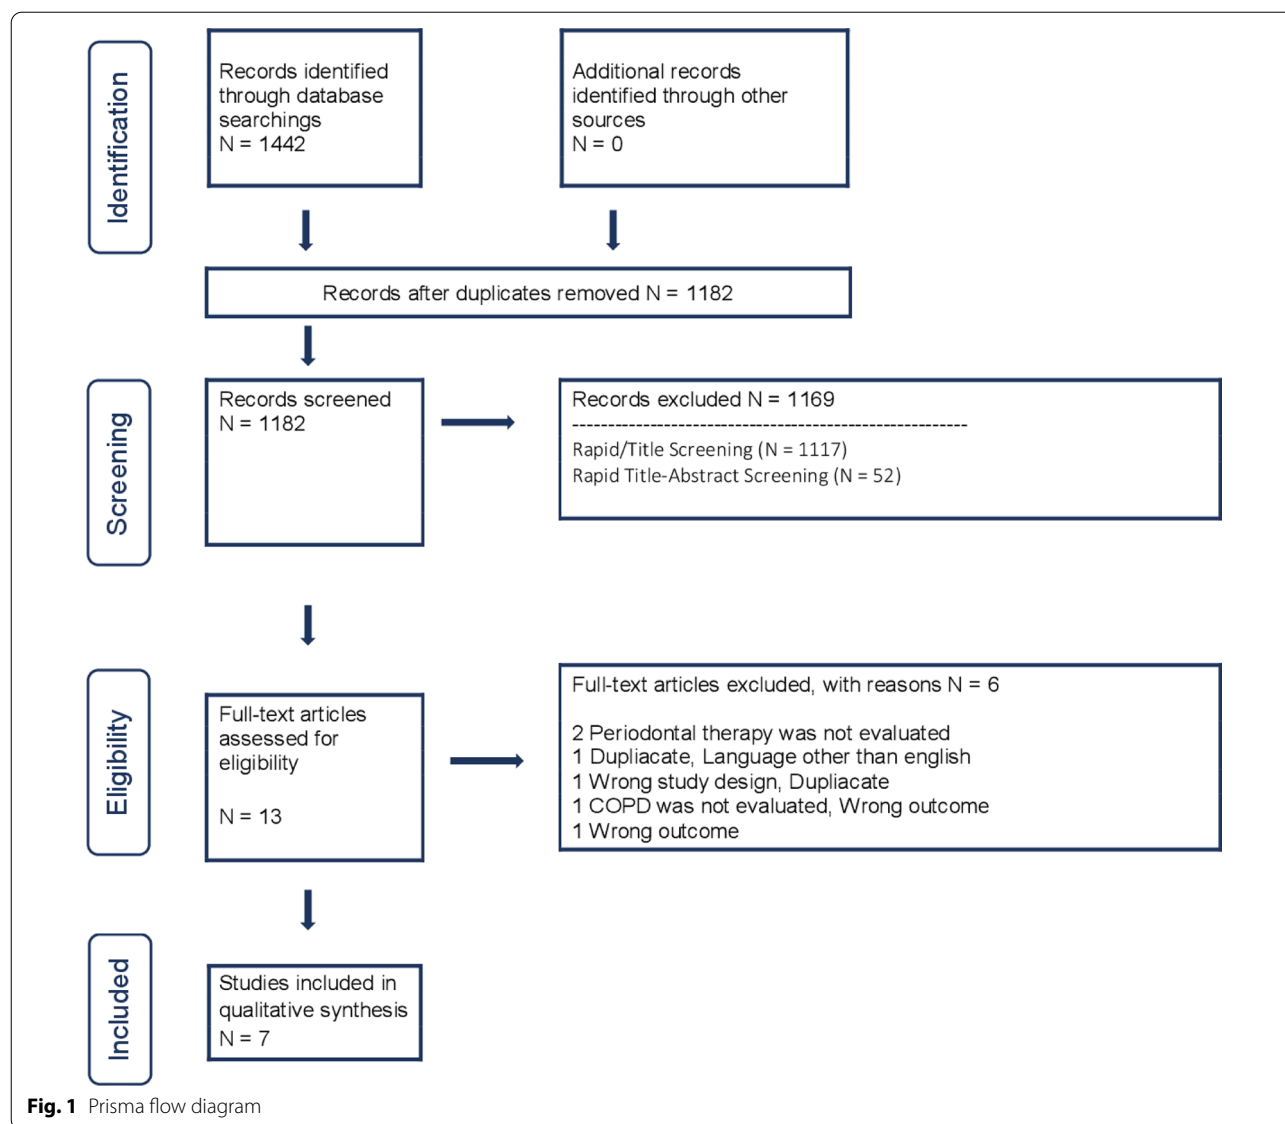 Identification
Records identified
through database
searchings
N = 1442
Additional records
identified through other
sources
N = 0
Records after duplicates removed N = 1182
Screening
Records screened
N = 1182
Records excluded N = 1169
--------------------------------------------------------
Rapid/Title Screening (N = 1117)
Rapid Title-Abstract Screening (N = 52)
Eligibility
Full-text articles
assessed for
eligibility
N = 13
Full-text articles excluded, with reasons N = 6
2 Periodontal therapy was not evaluated
1 Dupliacate, Language other than english
1 Wrong study design, Dupliacate
1 COPD was not evaluated, Wrong outcome
1 Wrong outcome
Included
Studies included in
qualitative synthesis
N = 7
Fig. 1 Prisma flow diagram